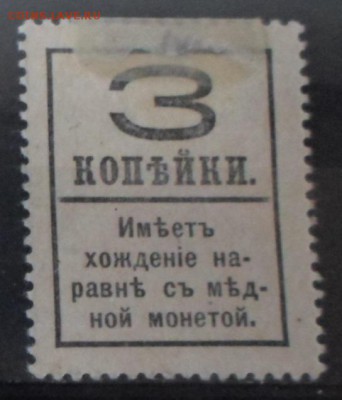 3
КОПѢЙКИ.
Имѣетъ
хожденіе на-
равнѣ съ мѣд-
ной монетой.